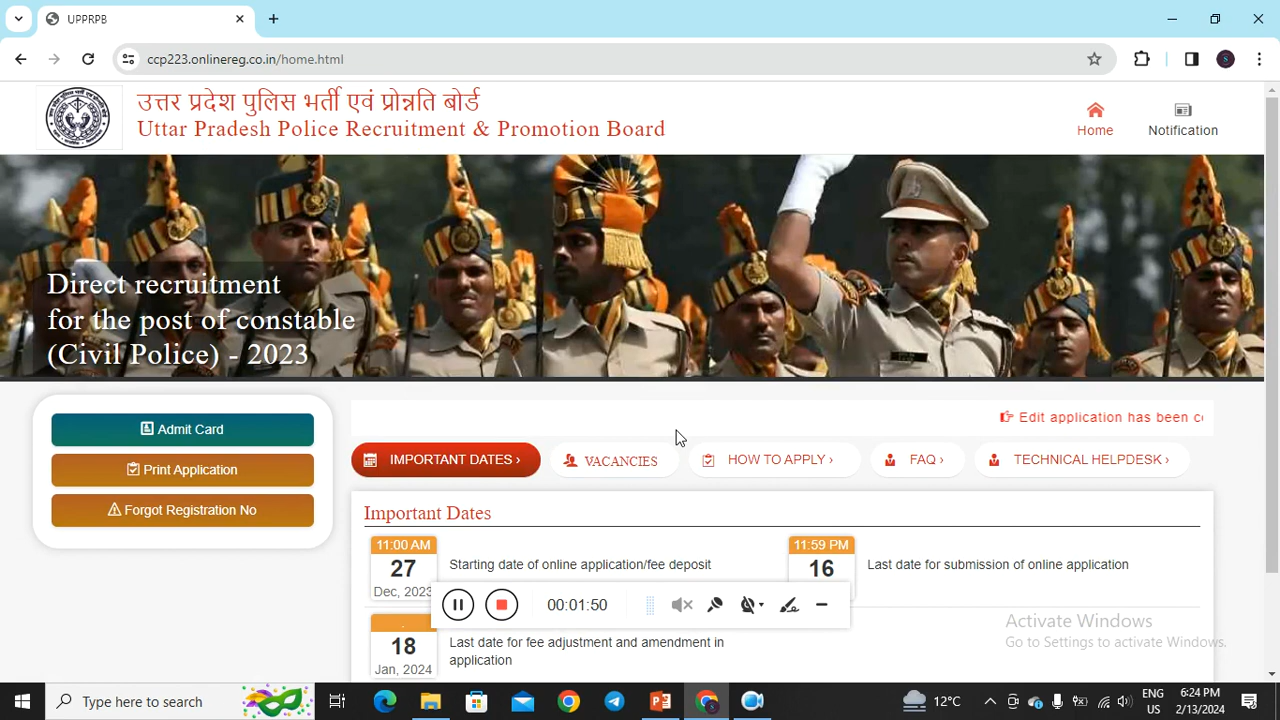 UPPRPB
ccp223.onlinereg.co.in/home.html
उत्तर प्रदेश पुलिस भर्ती एवं प्रोन्नति बोर्ड
Uttar Pradesh Police Recruitment & Promotion Board
Home
Notification
Direct recruitment
for the post of constable
(Civil Police) - 2023
Admit Card
Print Application
Forgot Registration No
Edit application has been
IMPORTANT DATES ›
VACANCIES
HOW TO APPLY ›
FAQ ›
TECHNICAL HELPDESK ›
Important Dates
11:00 AM
27
Dec, 2023
Starting date of online application/fee deposit
11:59 PM
16
Last date for submission of online application
00:01:50
18
Jan, 2024
Last date for fee adjustment and amendment in
application
Activate Windows
Go to Settings to activate Windows.
Type here to search
12°C
ENG
US
6:24 PM
2/13/2024